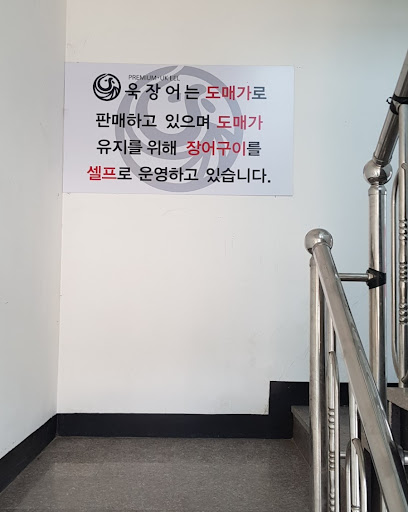 PREMIUM·UK EEL
욱장어는 도매가로
판매하고 있으며 도매가
유지를 위해 장어구이를
셀프로 운영하고 있습니다.